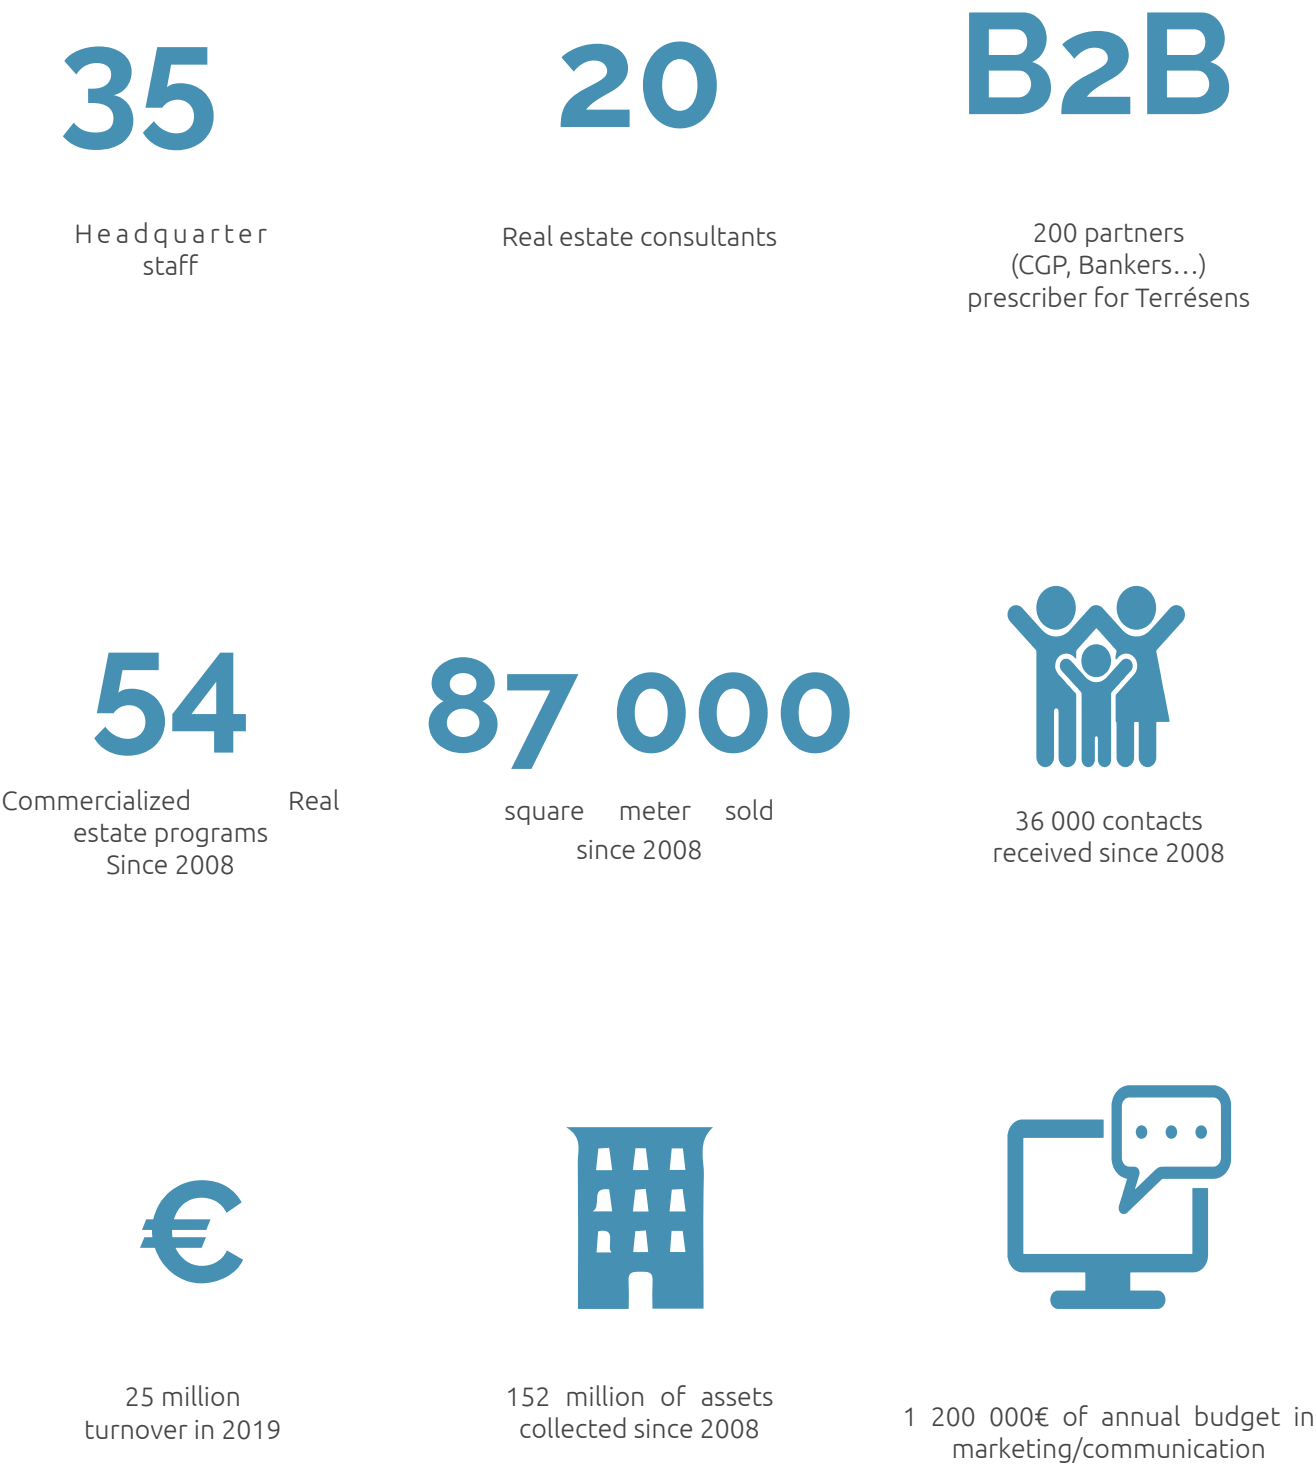 35
Headquarter
staff
20
Real estate consultants
B2B
200 partners
(CGP, Bankers…)
prescriber for Terrésens
54
Commercialized Real
estate programs
Since 2008
87 000
square meter sold
since 2008
36 000 contacts
received since 2008
€
25 million
turnover in 2019
152 million of assets
collected since 2008
1 200 000€ of annual budget in
marketing/communication